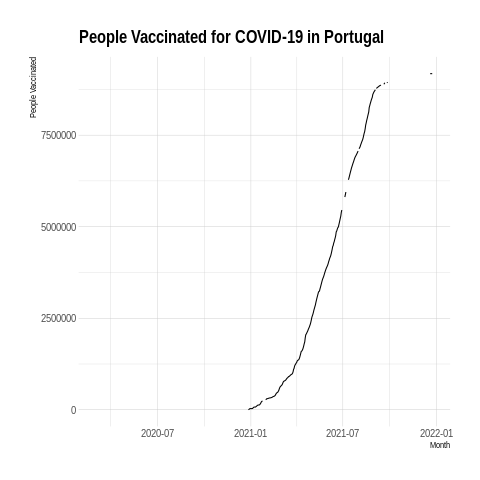 People Vaccinated for COVID-19 in Portugal
People Vaccinated
7500000
5000000
2500000
0
2020-07 2021-01 2021-07 2022-01
Month